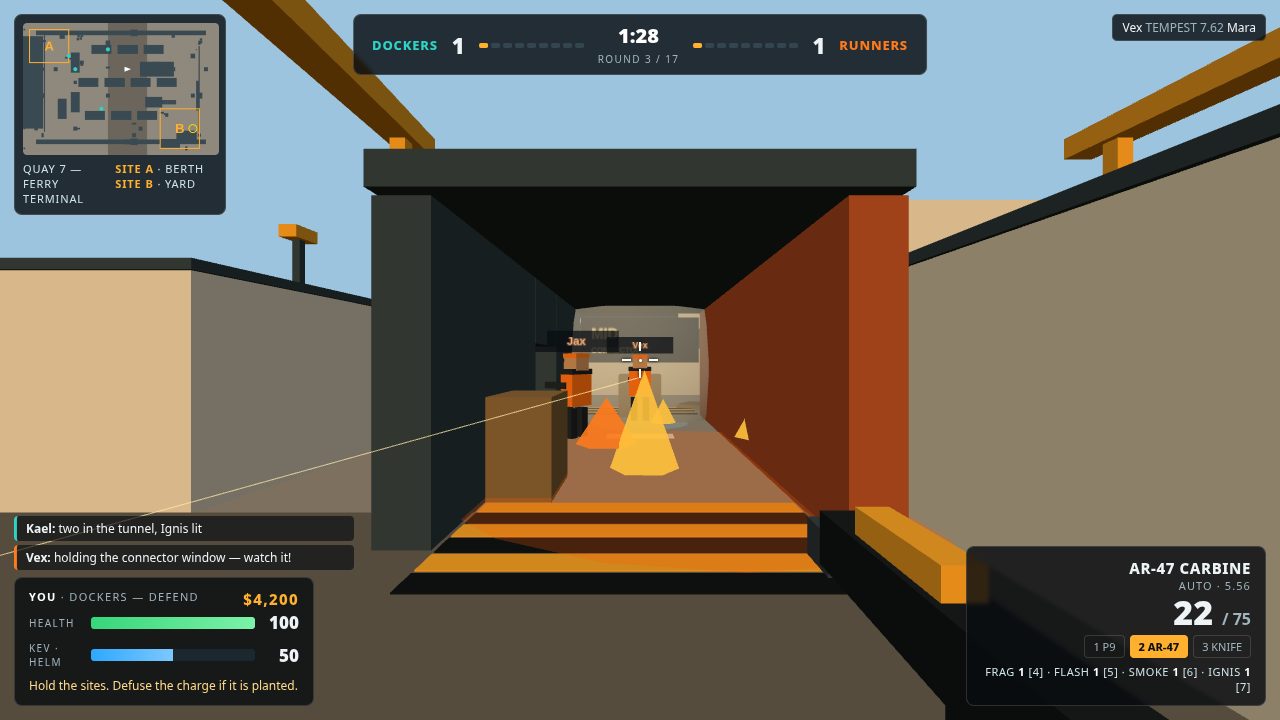 A
B
QUAY 7 —
FERRY
TERMINAL
SITE A · BERTH
SITE B · YARD
DOCKERS 1 1:28 1 RUNNERS
ROUND 3 / 17
Vex TEMPEST 7.62 Mara
MID
Jax
Vex
Kael: two in the tunnel, Ignis lit
Vex: holding the connector window — watch it!
YOU · DOCKERS — DEFEND $4,200
HEALTH 100
KEV ·
HELM 50
Hold the sites. Defuse the charge if it is planted.
AR-47 CARBINE
AUTO · 5.56
22 / 75
1 P9 2 AR-47 3 KNIFE
FRAG 1 [4] · FLASH 1 [5] · SMOKE 1 [6] · IGNIS 1
[7]